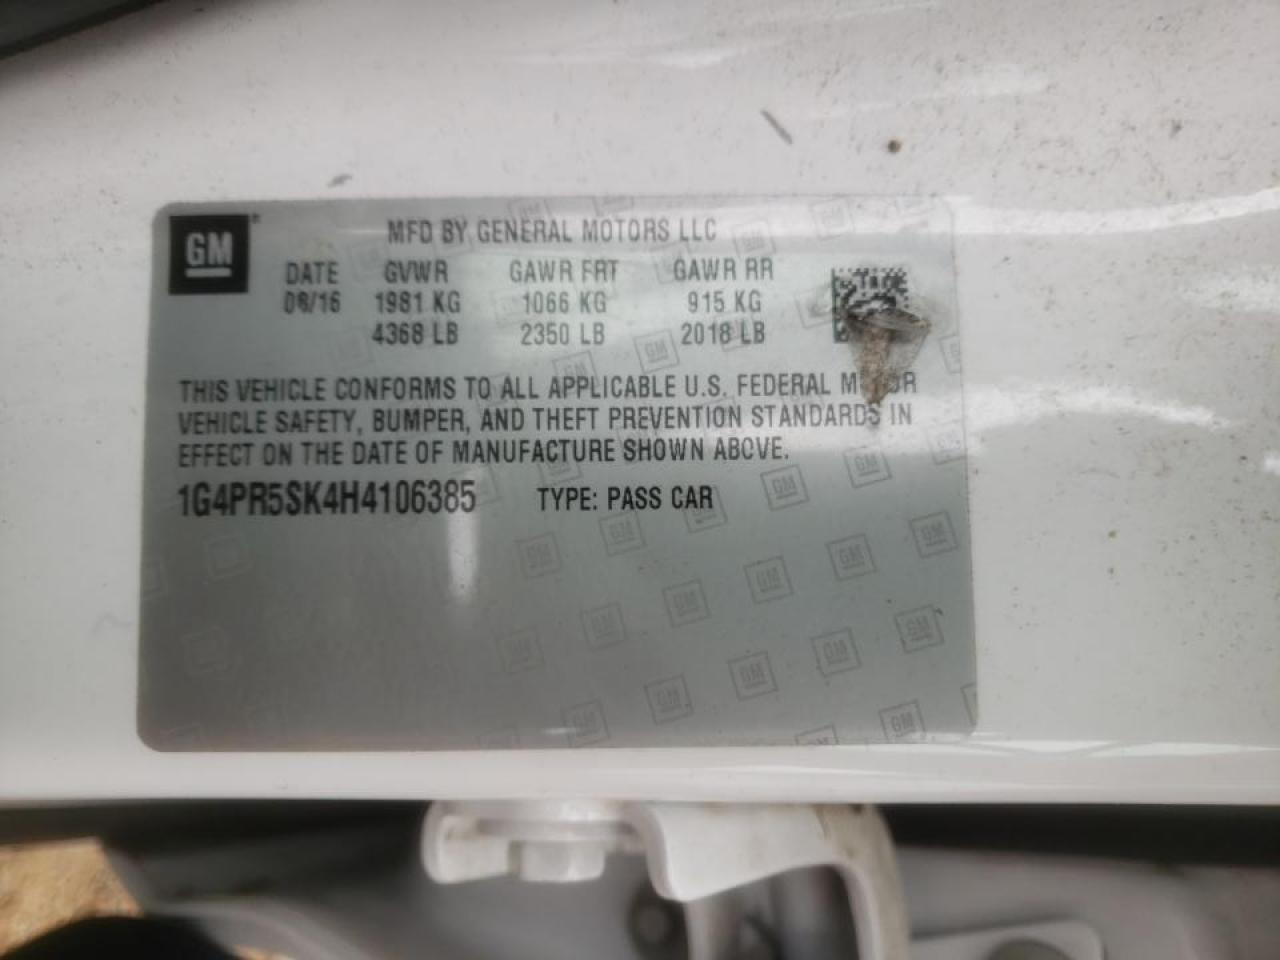 GM
MFD BY GENERAL MOTORS LLC
DATE GVWR GAWR FRT GAWR RR
08/16 1981 KG 1066 KG 915 KG
4368 LB 2350 LB 2018 LB
THIS VEHICLE CONFORMS TO ALL APPLICABLE U.S. FEDERAL MOTOR
VEHICLE SAFETY, BUMPER, AND THEFT PREVENTION STANDARDS IN
EFFECT ON THE DATE OF MANUFACTURE SHOWN ABOVE.
1G4PR5SK4H4106385 TYPE: PASS CAR